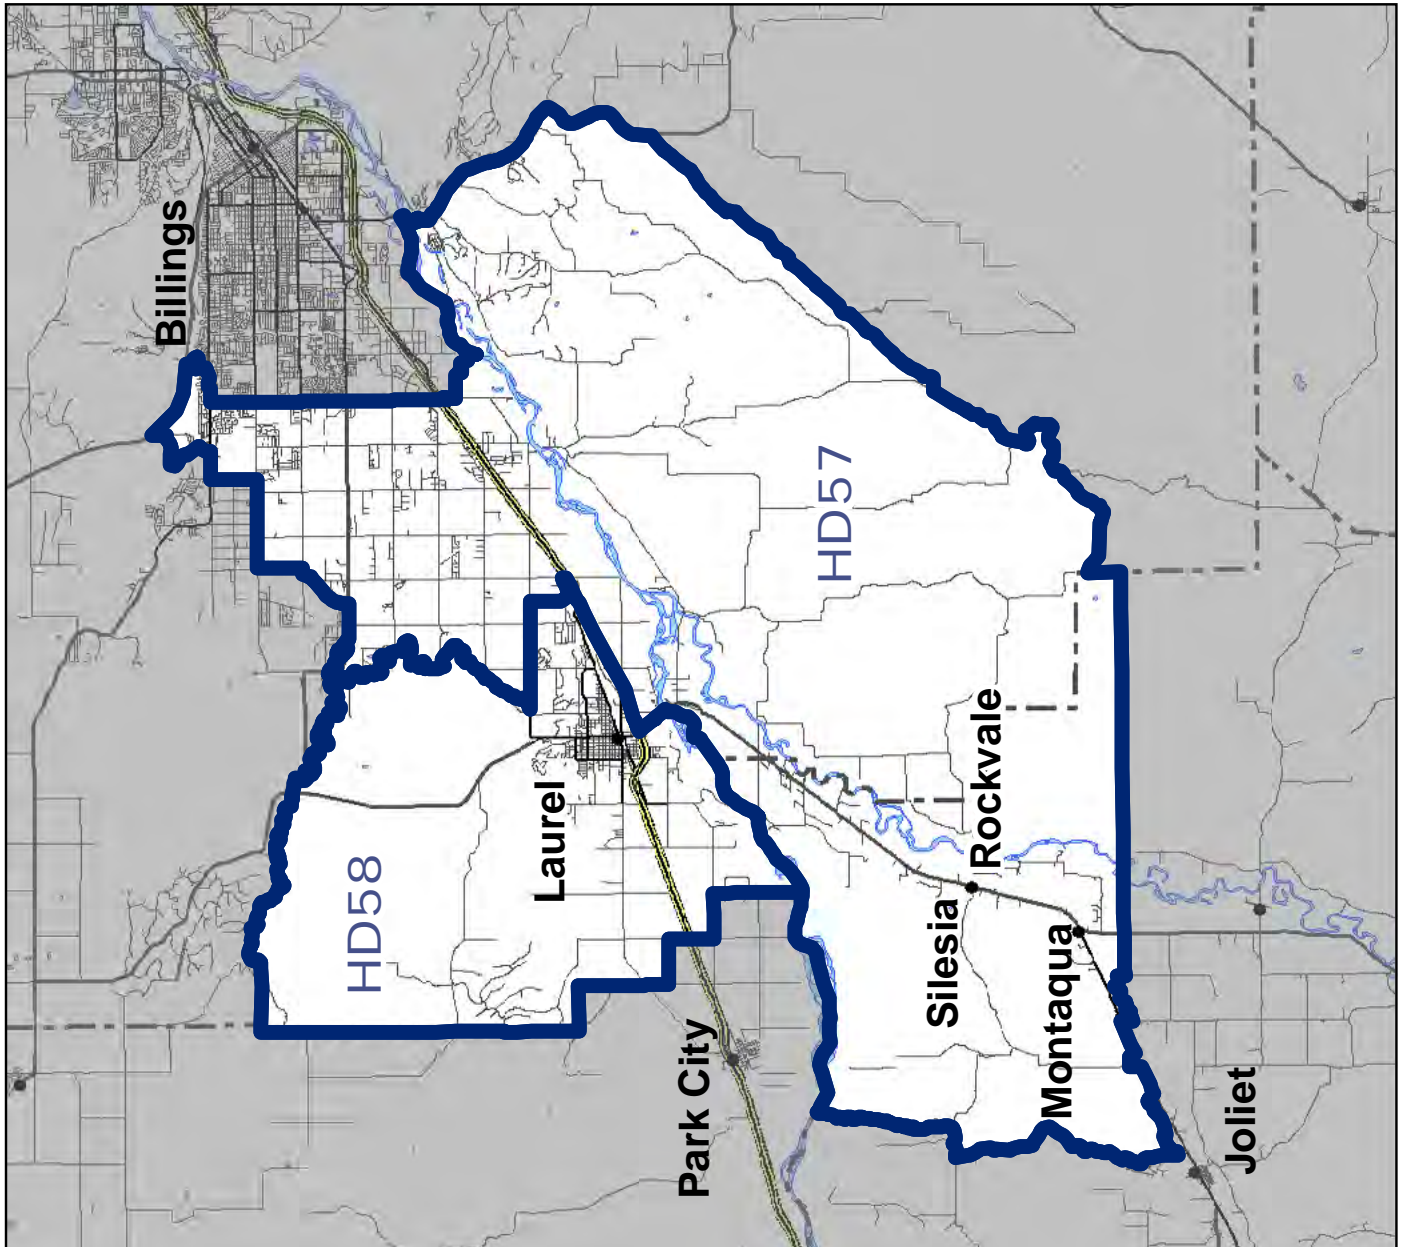 Billings
HD58
Laurel
Park City
HD57
Silesia
Rockvale
Montaqua
Joliet